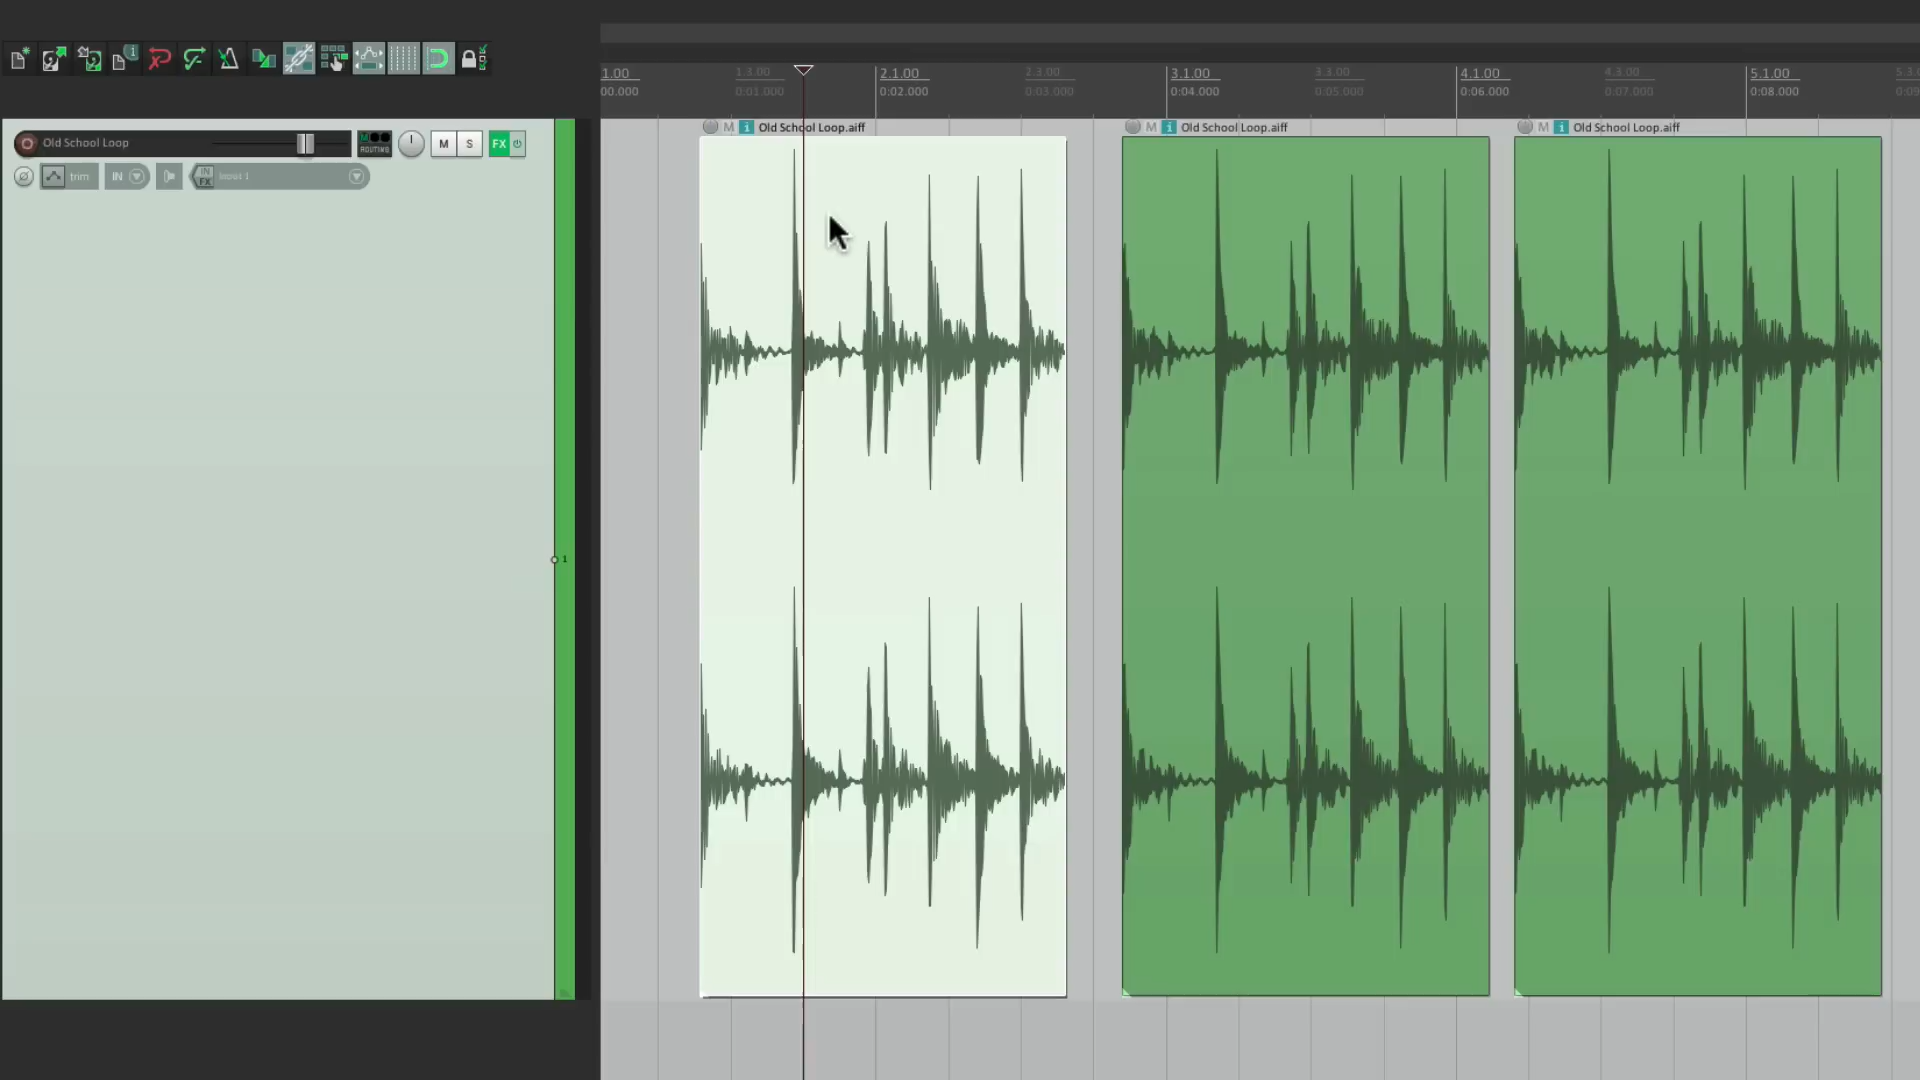 1.00 1.3.00 2.1.00 2.3.00 3.1.00 3.3.00 4.1.00 4.3.00 5.1.00
00.000 0:01.000 0:02.000 0:03.000 0:04.000 0:05.000 0:06.000 0:07.000 0:08.000
M i Old School Loop.aiff M i Old School Loop.aiff M i Old School Loop.aiff
Old School Loop ROUTING M S FX
trim IN IN FX Input 1
1